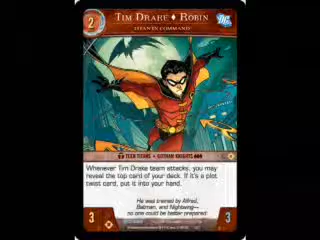 2
TIM DRAKE ♦ ROBIN
TITANS COMMAND
DC
TEEN TITANS • GOTHAM KNIGHTS
Whenever Tim Drake team attacks, you may
reveal the top card of your deck. If it's a plot
twist card, put it into your hand.
He was trained by Alfred,
Batman, and Nightwing—
no one could be better prepared.
3
3